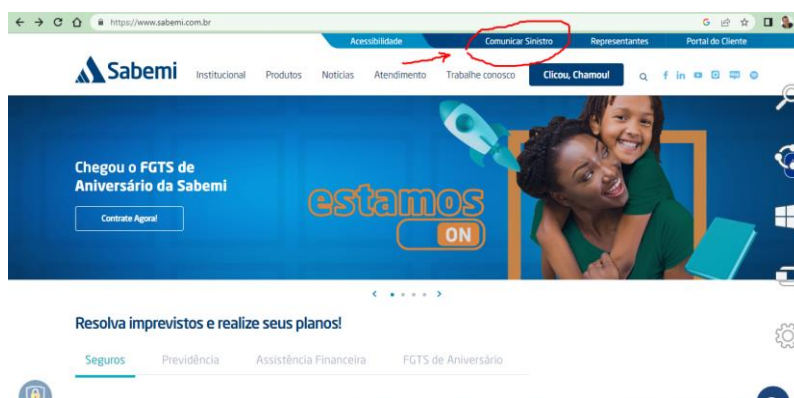 https://www.sabemi.com.br
Acessibilidade Comunicar Sinistro Representantes Portal do Cliente
Sabemi Institucional Produtos Notícias Atendimento Trabalhe conosco Clicou, Chamou!
Chegou o FGTS de
Aniversário da Sabemi
Contrate Agora!
estamos
ON
Resolva imprevistos e realize seus planos!
Seguros Previdência Assistência Financeira FGTS de Aniversário